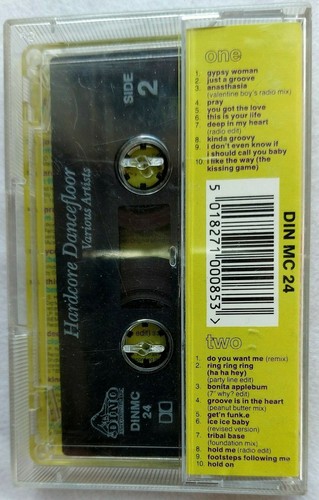 SIDE
2
Hardcore Dancefloor
Various Artists
DINO
DINMC
24
one
1. gypsy woman
2. just a groove
3. anasthasia
(valentine boy's radio mix)
4. pray
5. you got the love
6. this is your life
7. deep in my heart
(radio edit)
8. kinda groovy
9. i don't even know if
i should call you baby
10. i like the way (the
kissing game)
5 018271 000853 >
DIN MC 24
two
1. do you want me (remix)
2. ring ring ring
(ha ha hey)
(party line edit)
3. bonita applebum
(7" why? edit)
4. groove is in the heart
(peanut butter mix)
5. get'n funk.e
6. ice ice baby
(revised version)
7. tribal base
(foundation mix)
8. hold me (radio edit)
9. footsteps following me
10. hold on